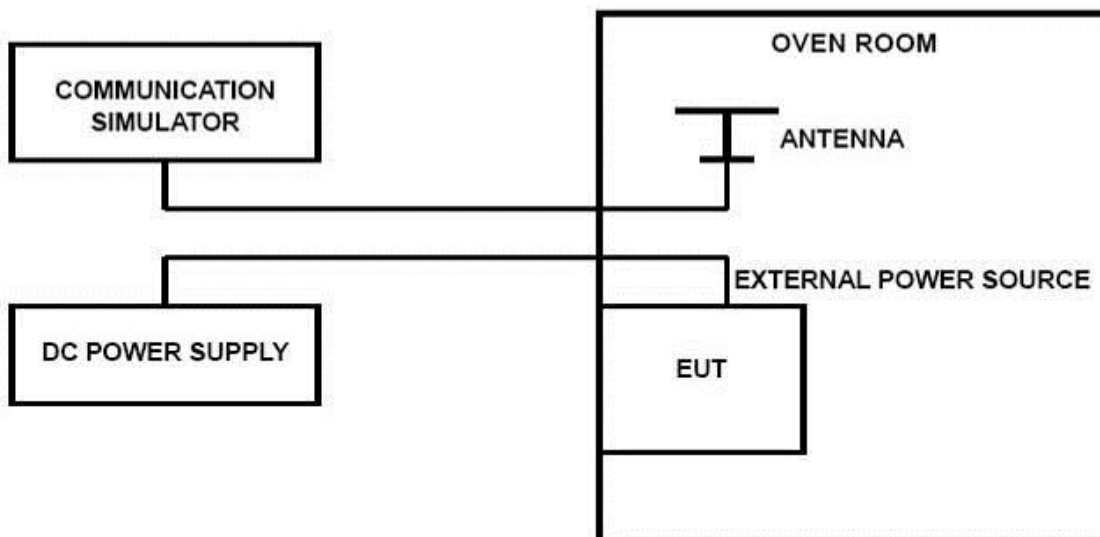 OVEN ROOM
COMMUNICATION
SIMULATOR
ANTENNA
EXTERNAL POWER SOURCE
DC POWER SUPPLY
EUT